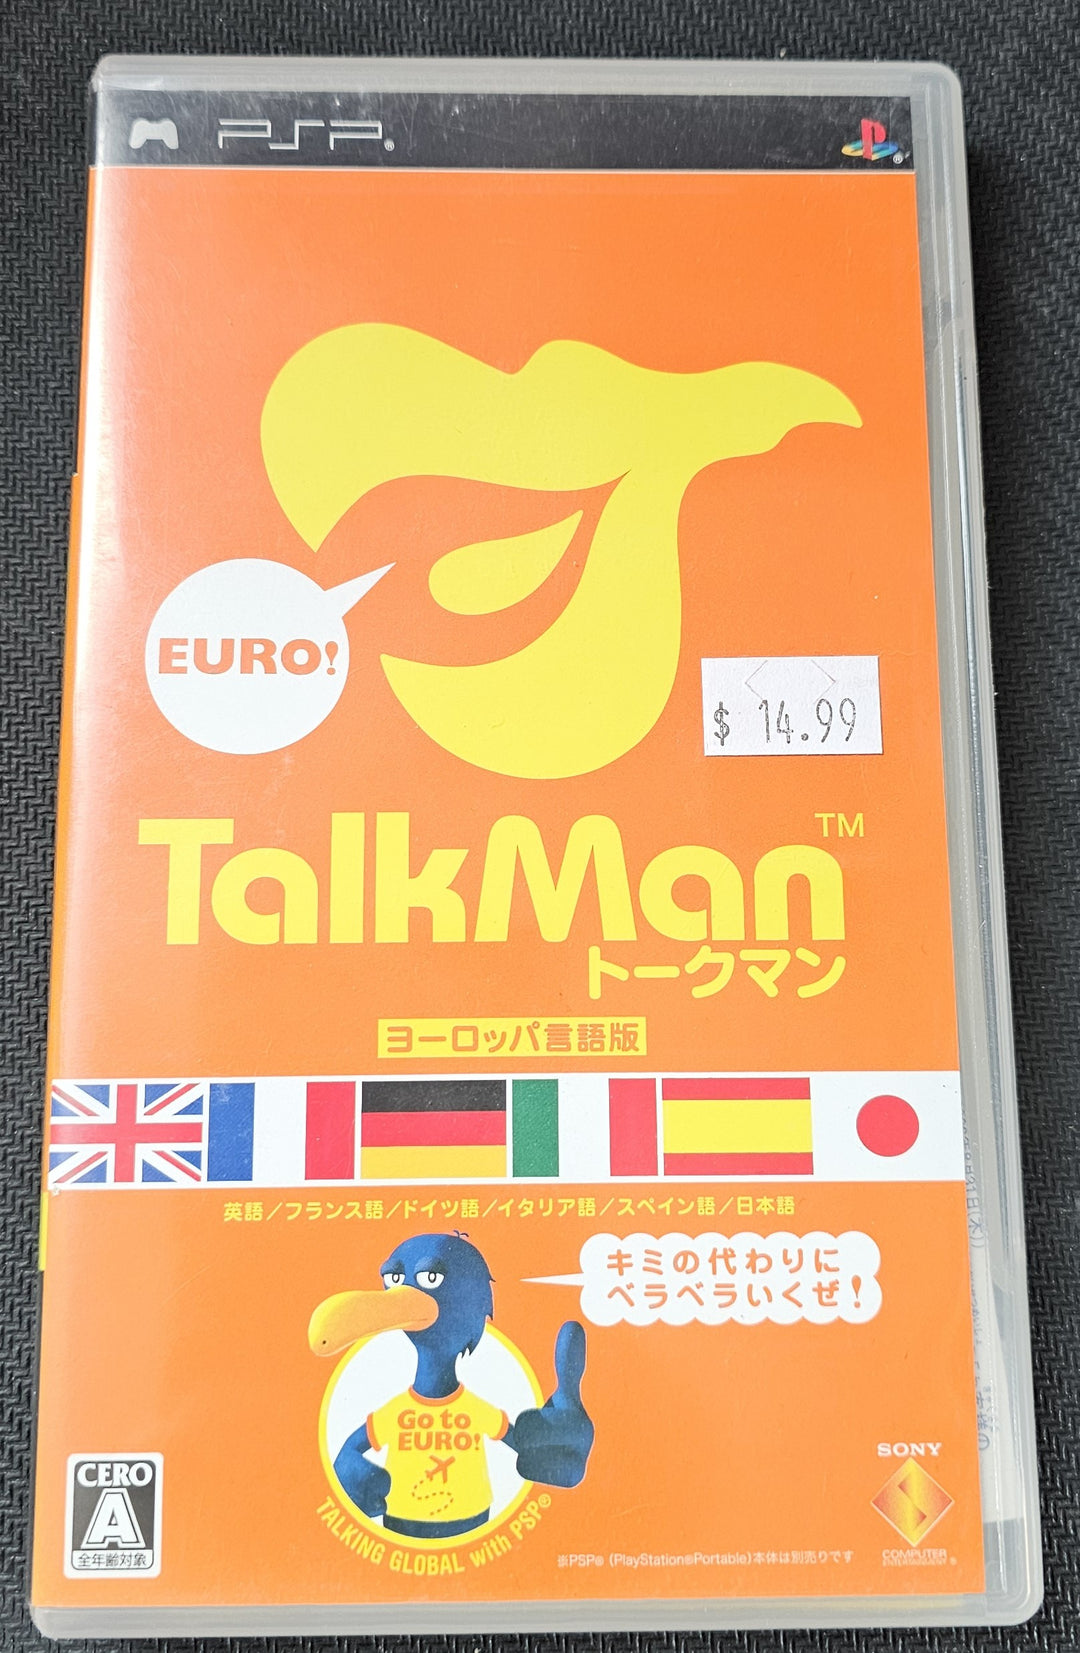 PSP®
EURO!
$ 14.99
TalkMan™
トークマン
ヨーロッパ言語版
英語／フランス語／ドイツ語／イタリア語／スペイン語／日本語
キミの代わりに
ベラベラいくぜ！
Go to
EURO!
TALKING GLOBAL with PSP®
CERO
A
全年齢対象
※PSP®（PlayStation®Portable）本体は別売りです
SONY
COMPUTER
ENTERTAINMENT®